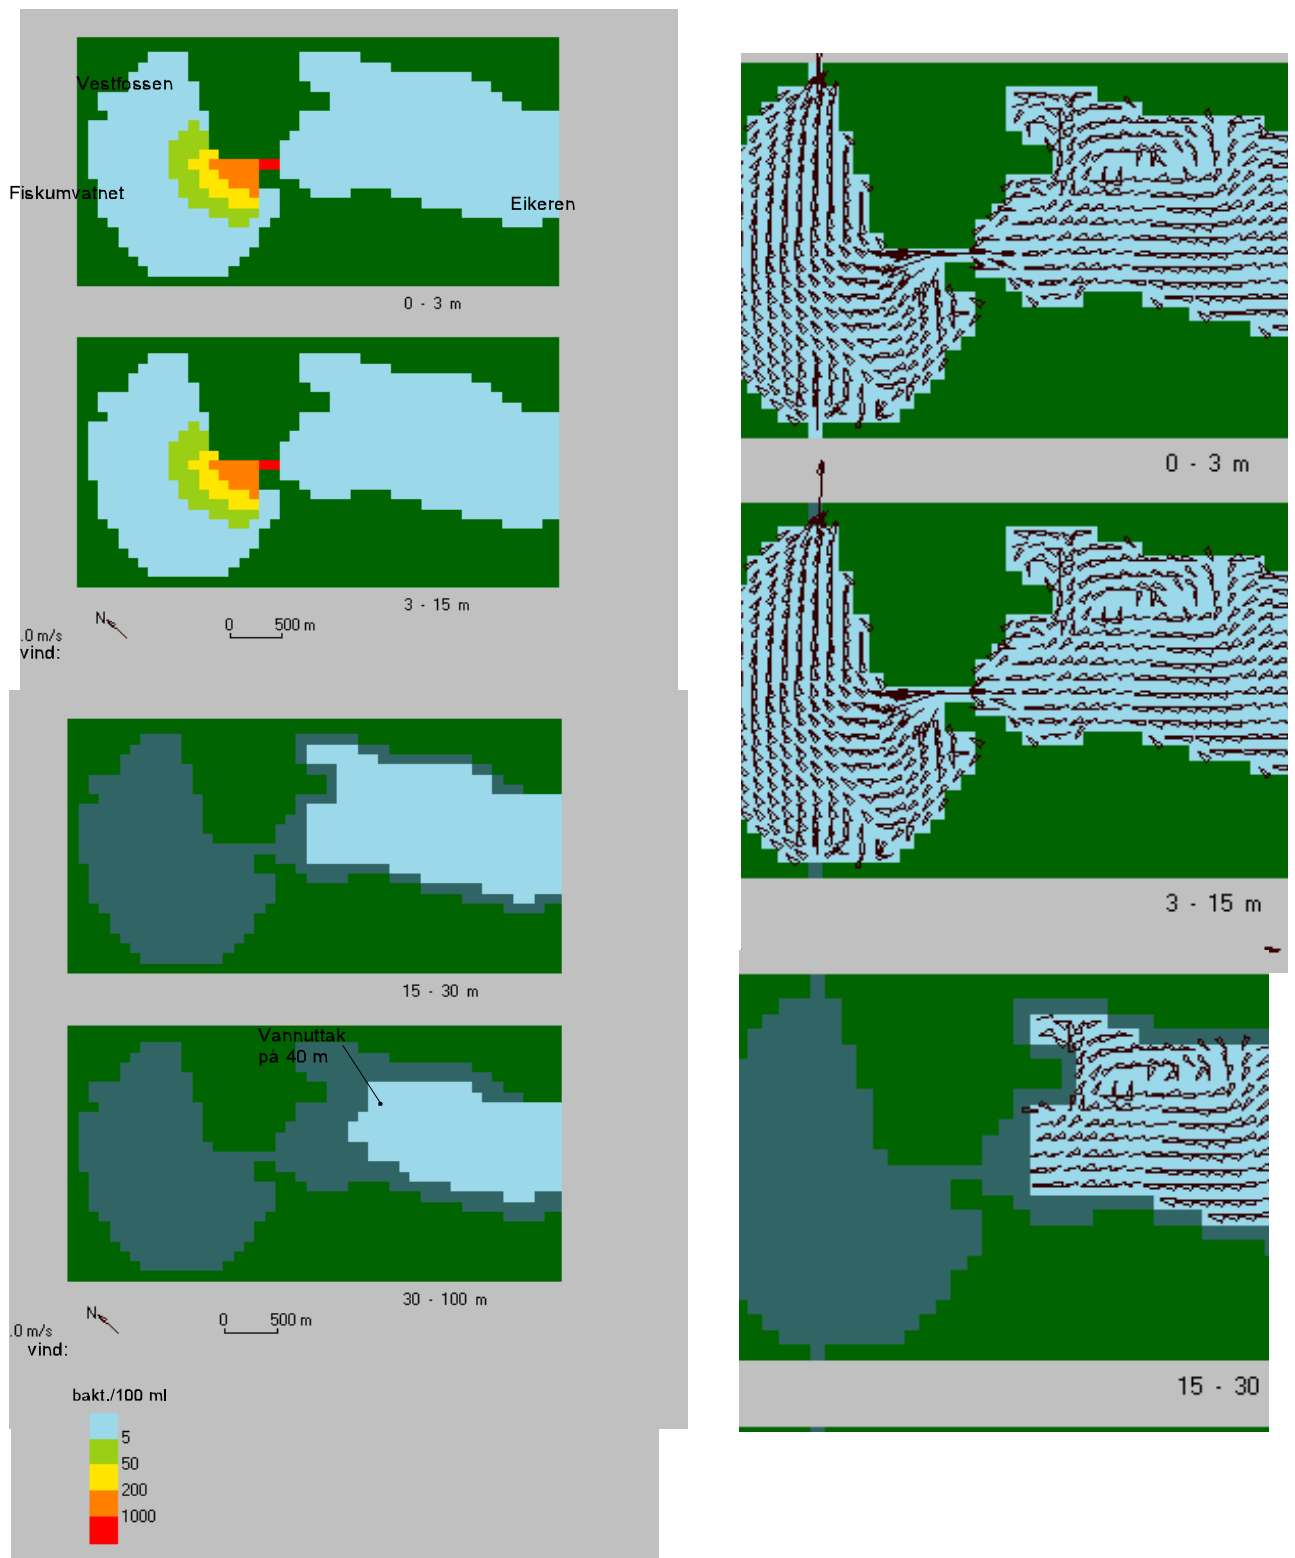 Vestfossen
Fiskumvatnet
Eikeren
0 - 3 m
3 - 15 m
N
0 500 m
.0 m/s
vind:
15 - 30 m
Vannuttak
på 40 m
30 - 100 m
N
0 500 m
.0 m/s
vind:
bakt./100 ml
5
50
200
1000
0 - 3 m
3 - 15 m
15 - 30